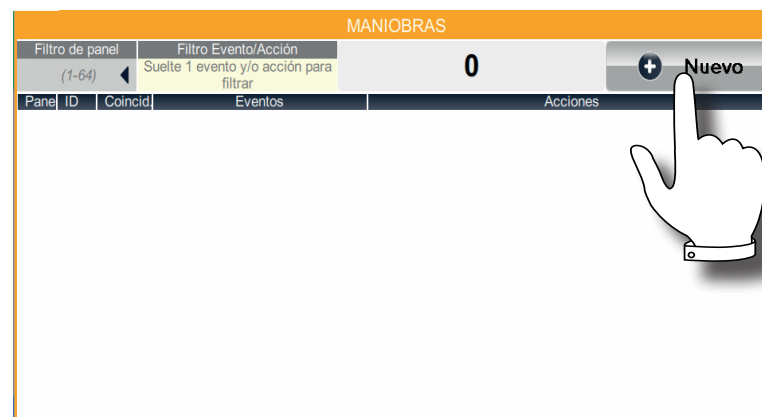 MANIOBRAS
Filtro de panel
Filtro Evento/Acción
(1-64)
Suelte 1 evento y/o acción para
filtrar
0
Nuevo
Pane ID Coincid. Eventos Acciones